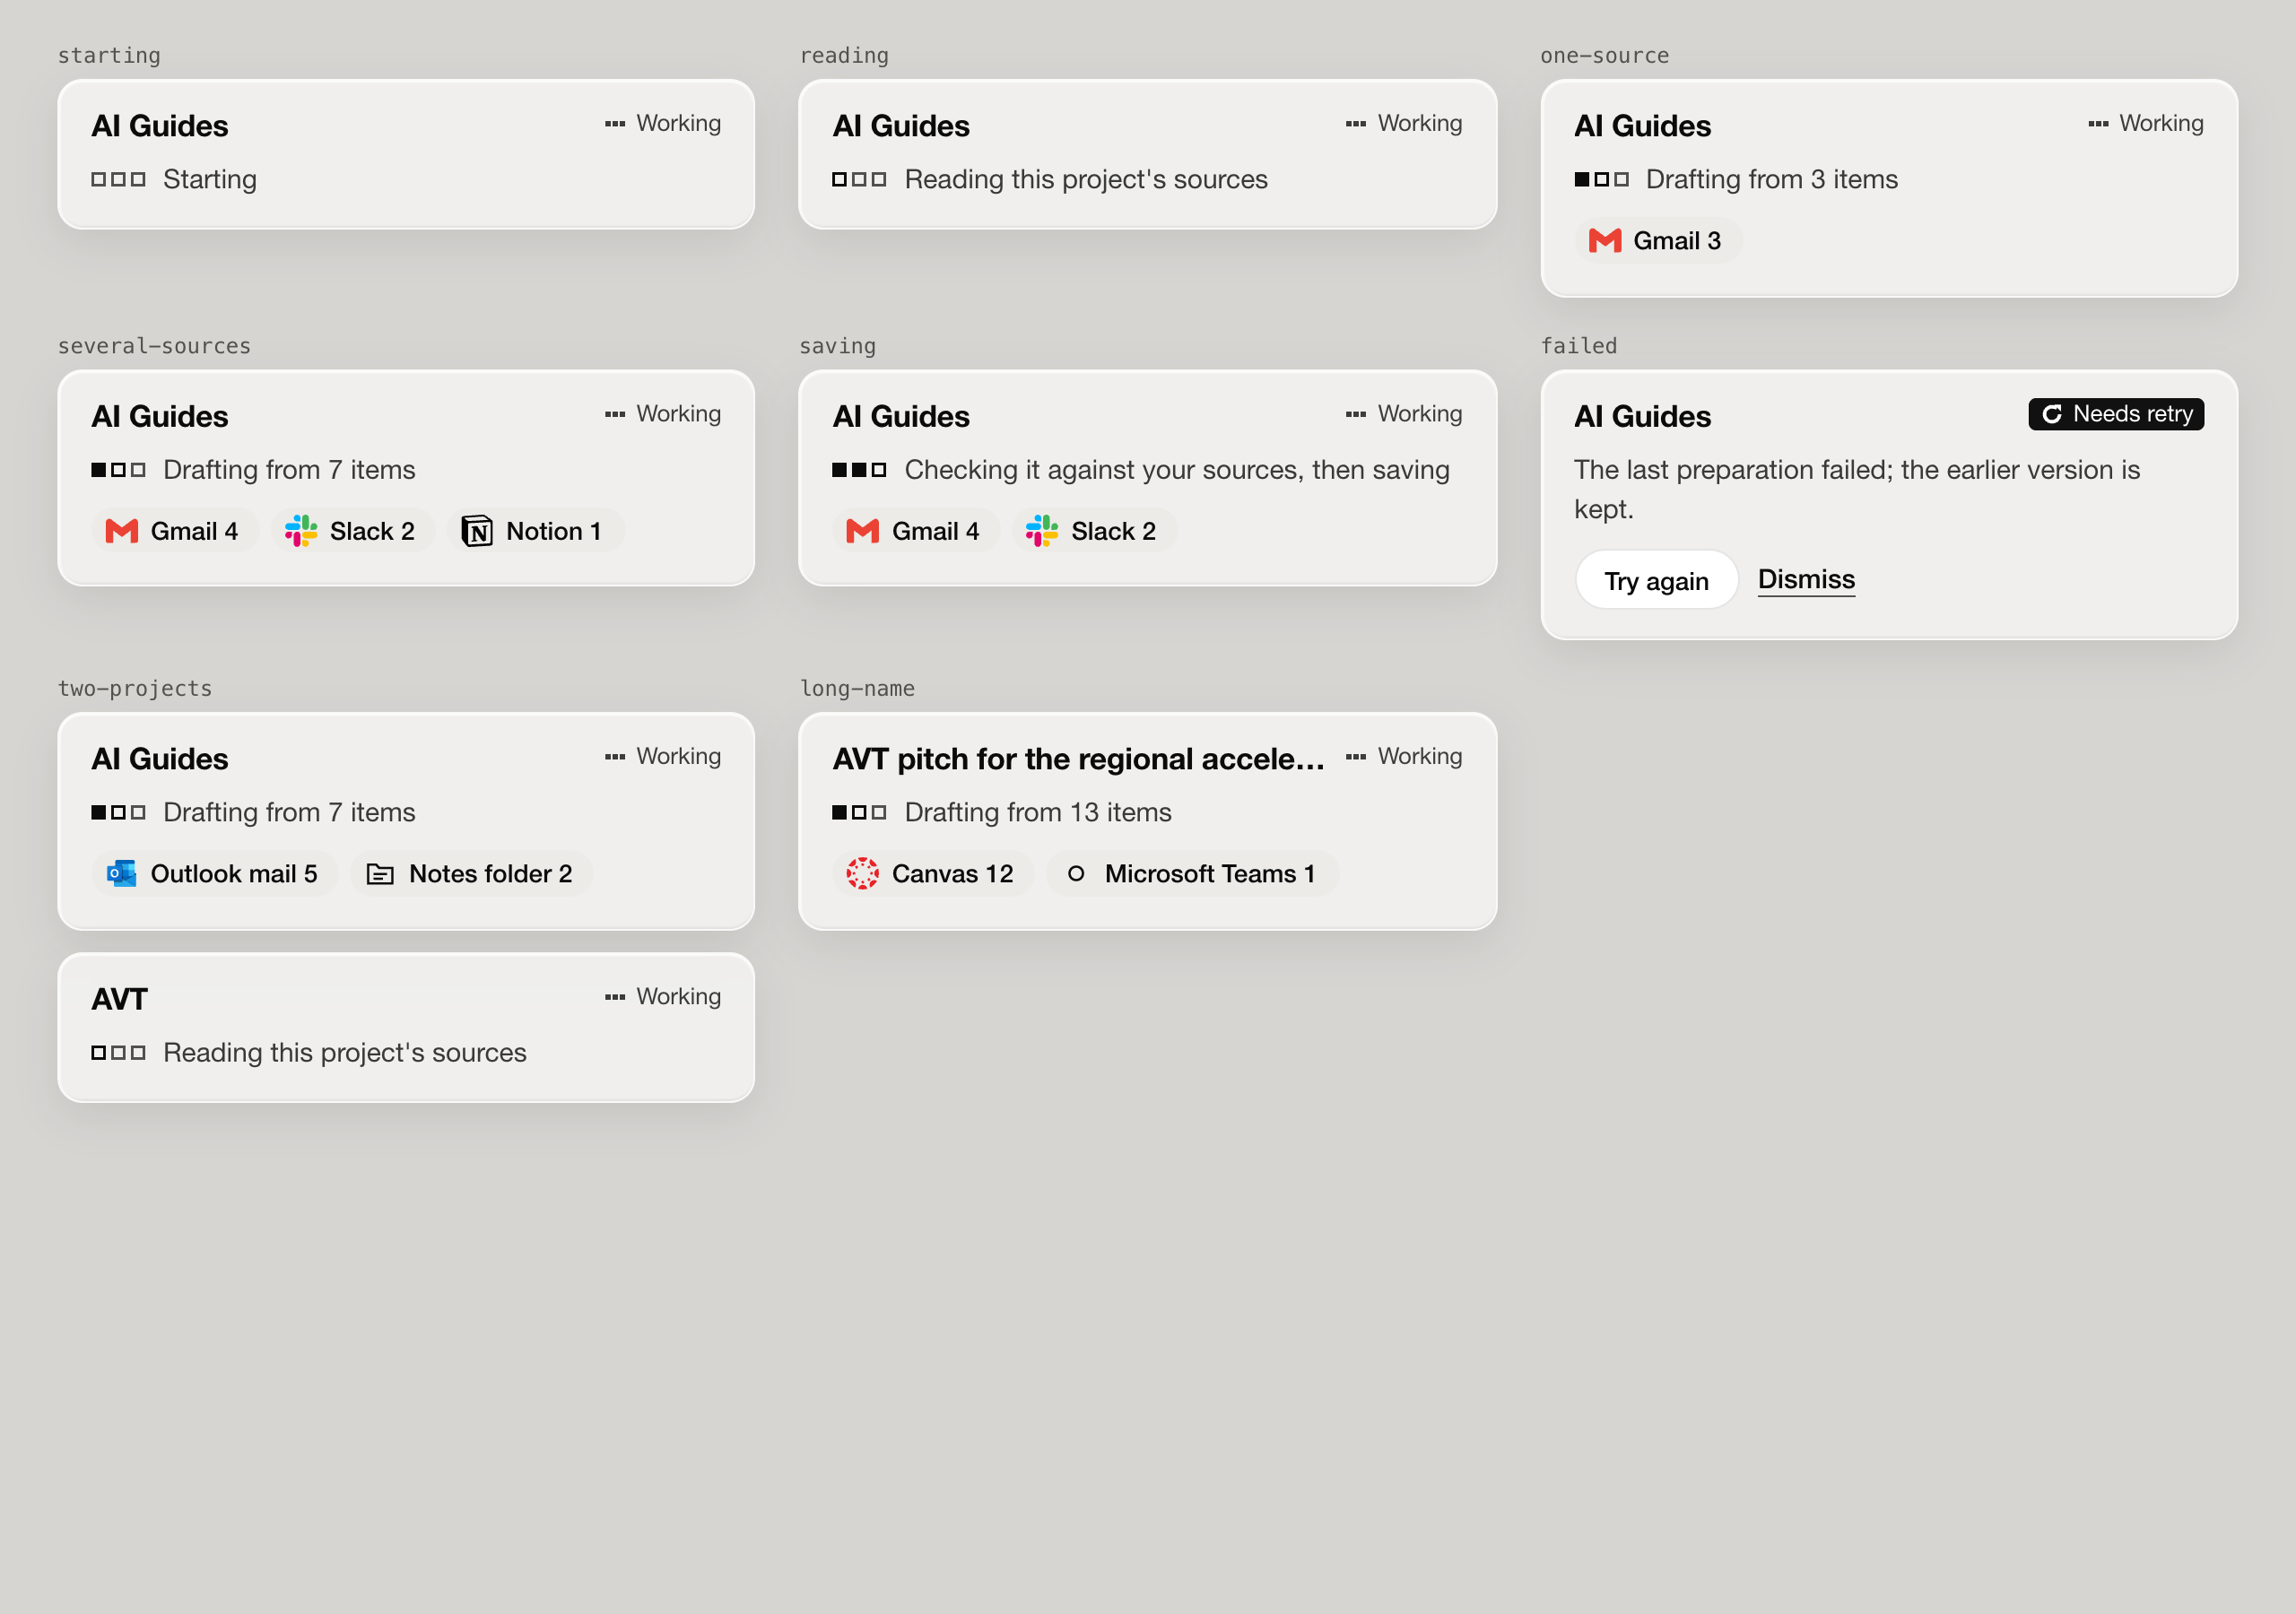 starting
AI Guides
Working
Starting
reading
AI Guides
Working
Reading this project's sources
one-source
AI Guides
Working
Drafting from 3 items
Gmail 3
several-sources
AI Guides
Working
Drafting from 7 items
Gmail 4
Slack 2
Notion 1
saving
AI Guides
Working
Checking it against your sources, then saving
Gmail 4
Slack 2
failed
AI Guides
Needs retry
The last preparation failed; the earlier version is
kept.
Try again
Dismiss
two-projects
AI Guides
Working
Drafting from 7 items
Outlook mail 5
Notes folder 2
AVT
Working
Reading this project's sources
long-name
AVT pitch for the regional accele...
Working
Drafting from 13 items
Canvas 12
Microsoft Teams 1